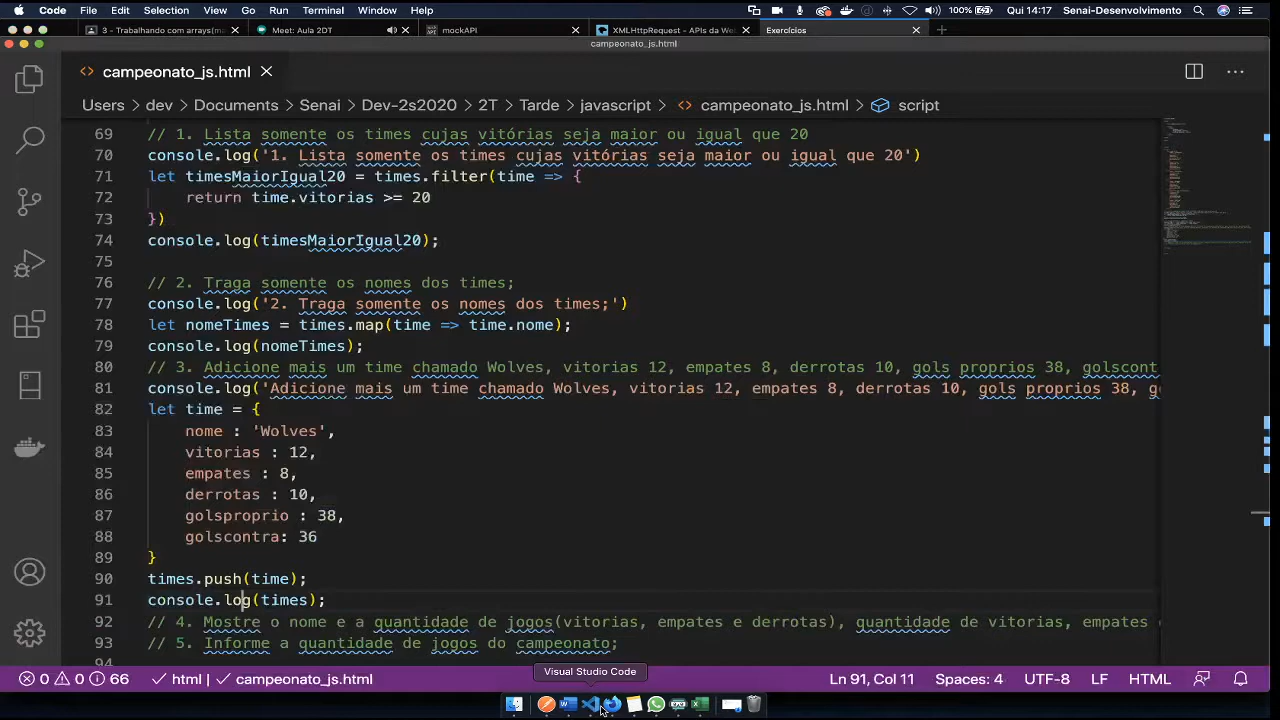 Code File Edit Selection View Go Run Terminal Window Help 100% Qui 14:17 Senai-Desenvolvimento
3 - Trabalhando com arrays(ma Meet: Aula 2DT mockAPI XMLHttpRequest - APIs da Web Exercícios
campeonato_js.html
campeonato_js.html
Users > dev > Documents > Senai > Dev-2s2020 > 2T > Tarde > javascript > campeonato_js.html > script
69 // 1. Lista somente os times cujas vitórias seja maior ou igual que 20
70 console.log('1. Lista somente os times cujas vitórias seja maior ou igual que 20')
71 let timesMaiorIgual20 = times.filter(time => {
72 return time.vitorias >= 20
73 })
74 console.log(timesMaiorIgual20);
75
76 // 2. Traga somente os nomes dos times;
77 console.log('2. Traga somente os nomes dos times;')
78 let nomeTimes = times.map(time => time.nome);
79 console.log(nomeTimes);
80 // 3. Adicione mais um time chamado Wolves, vitorias 12, empates 8, derrotas 10, gols proprios 38, golscont
81 console.log('Adicione mais um time chamado Wolves, vitorias 12, empates 8, derrotas 10, gols proprios 38, g
82 let time = {
83 nome : 'Wolves',
84 vitorias : 12,
85 empates : 8,
86 derrotas : 10,
87 golsproprio : 38,
88 golscontra: 36
89 }
90 times.push(time);
91 console.log(times);
92 // 4. Mostre o nome e a quantidade de jogos(vitórias, empates e derrotas), quantidade de vitorias, empates
93 // 5. Informe a quantidade de jogos do campeonato;
94
Visual Studio Code
0 0 66 html | campeonato_js.html Ln 91, Col 11 Spaces: 4 UTF-8 LF HTML